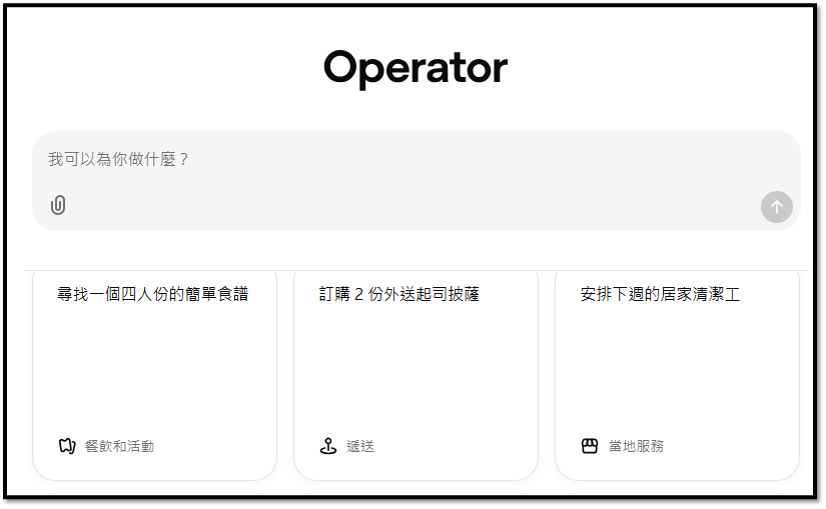 Operator
我可以為你做什麼？
尋找一個四人份的簡單食譜
訂購 2 份外送起司披薩
安排下週的居家清潔工
餐飲和活動
遞送
當地服務